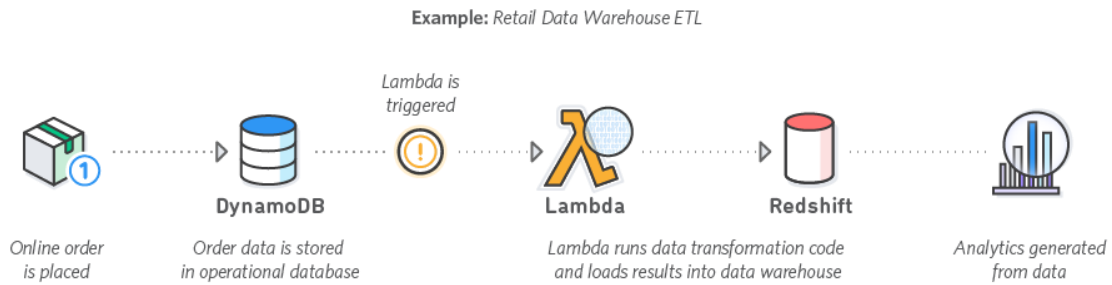 Example: Retail Data Warehouse ETL
Lambda is
triggered
1
!
DynamoDB
Lambda
Redshift
Online order
is placed
Order data is stored
in operational database
Lambda runs data transformation code
and loads results into data warehouse
Analytics generated
from data